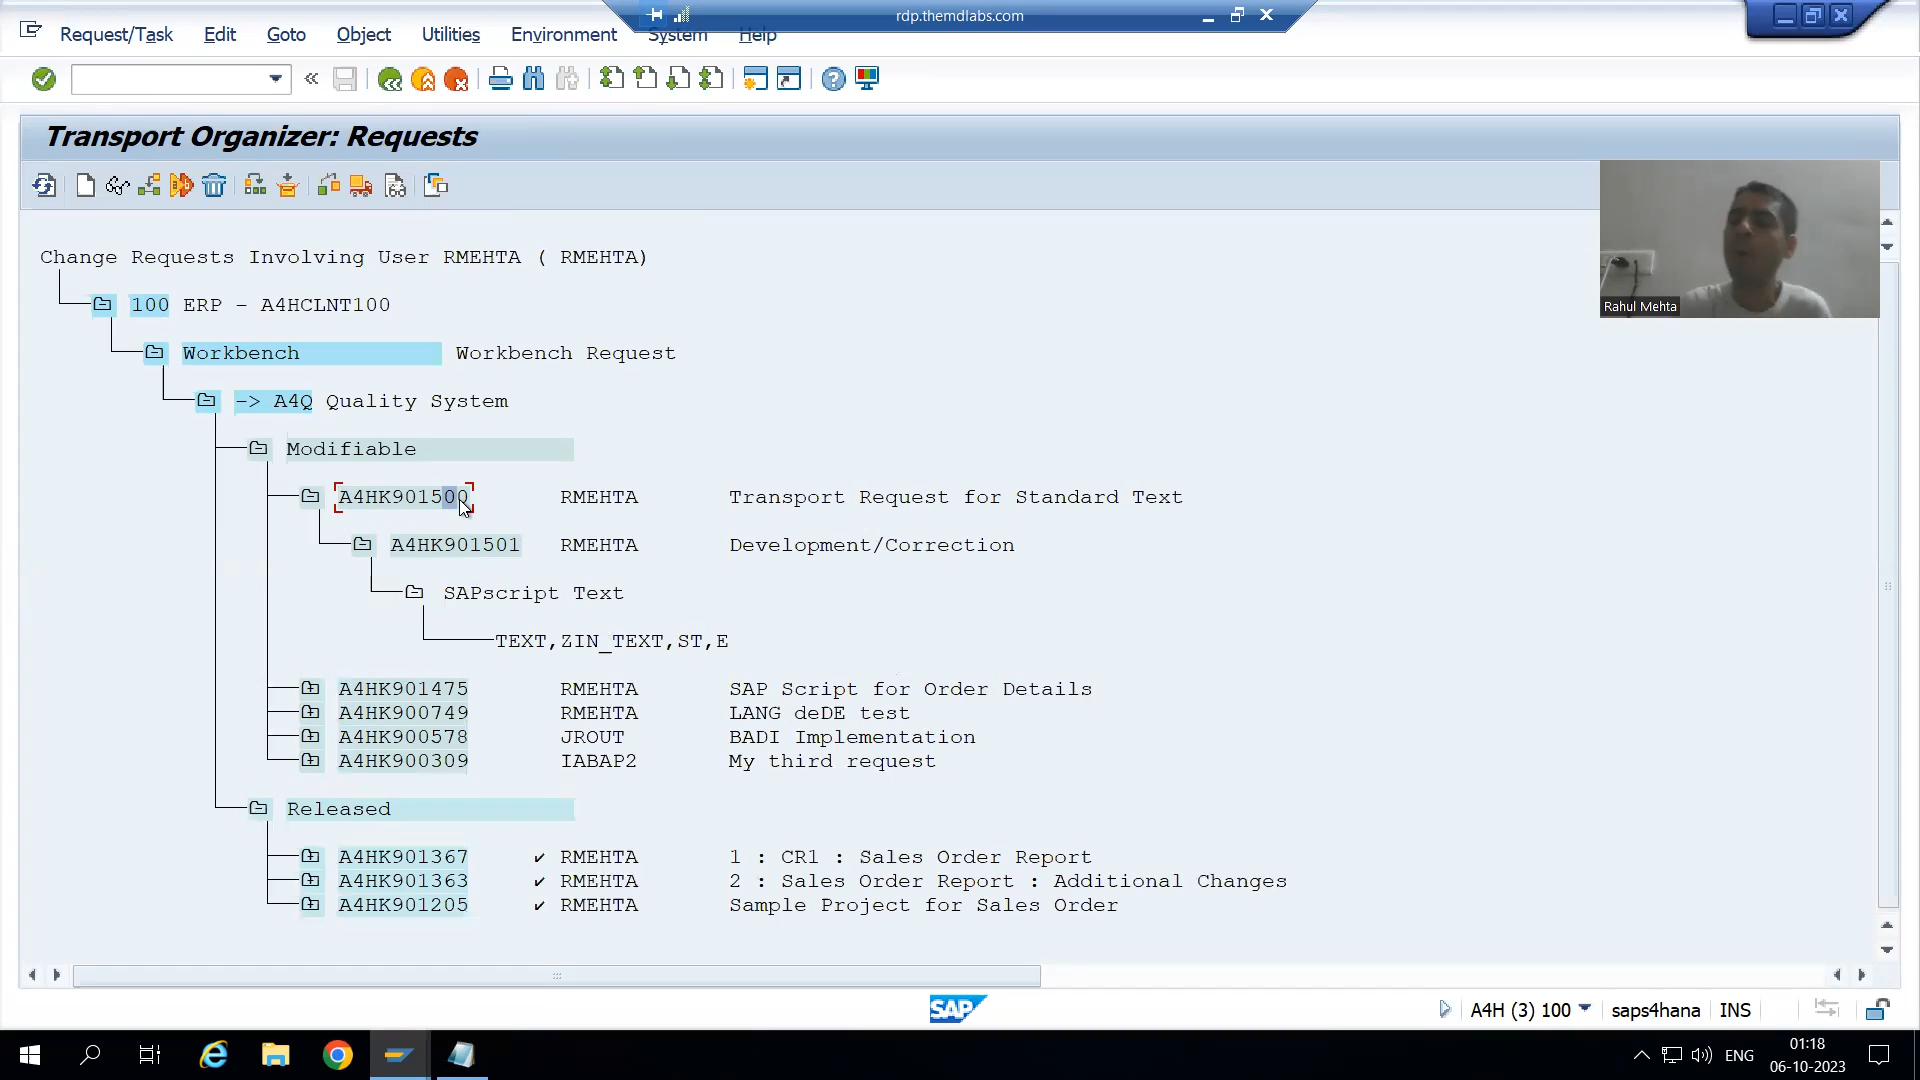 rdp.themdlabs.com
Request/Task Edit Goto Object Utilities Environment System Help
Transport Organizer: Requests
Rahul Mehta
Change Requests Involving User RMEHTA ( RMEHTA)
100 ERP - A4HCLNT100
Workbench Workbench Request
-> A4Q Quality System
Modifiable
A4HK901500 RMEHTA Transport Request for Standard Text
A4HK901501 RMEHTA Development/Correction
SAPscript Text
TEXT,ZIN_TEXT,ST,E
A4HK901475 RMEHTA SAP Script for Order Details
A4HK900749 RMEHTA LANG deDE test
A4HK900578 JROUT BADI Implementation
A4HK900309 IABAP2 My third request
Released
A4HK901367 ✔ RMEHTA 1 : CR1 : Sales Order Report
A4HK901363 ✔ RMEHTA 2 : Sales Order Report : Additional Changes
A4HK901205 ✔ RMEHTA Sample Project for Sales Order
SAP
A4H (3) 100 saps4hana INS
ENG
01:18
06-10-2023